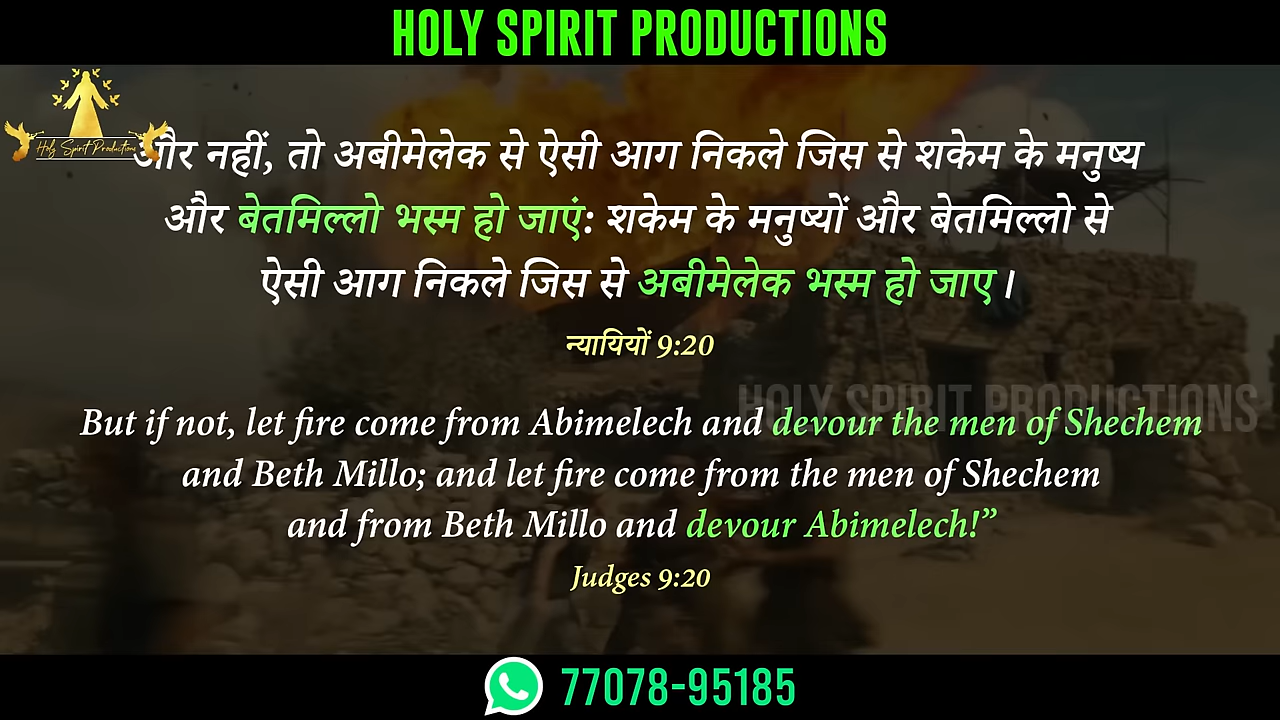 HOLY SPIRIT PRODUCTIONS
Holy Spirit Productions
और नहीं, तो अबीमेलेक से ऐसी आग निकले जिस से शकेम के मनुष्य
और बेतमिल्लो भस्म हो जाएं: शकेम के मनुष्यों और बेतमिल्लो से
ऐसी आग निकले जिस से अबीमेलेक भस्म हो जाए।
न्यायियों 9:20
HOLY SPIRIT PRODUCTIONS
But if not, let fire come from Abimelech and devour the men of Shechem
and Beth Millo; and let fire come from the men of Shechem
and from Beth Millo and devour Abimelech!”
Judges 9:20
77078-95185